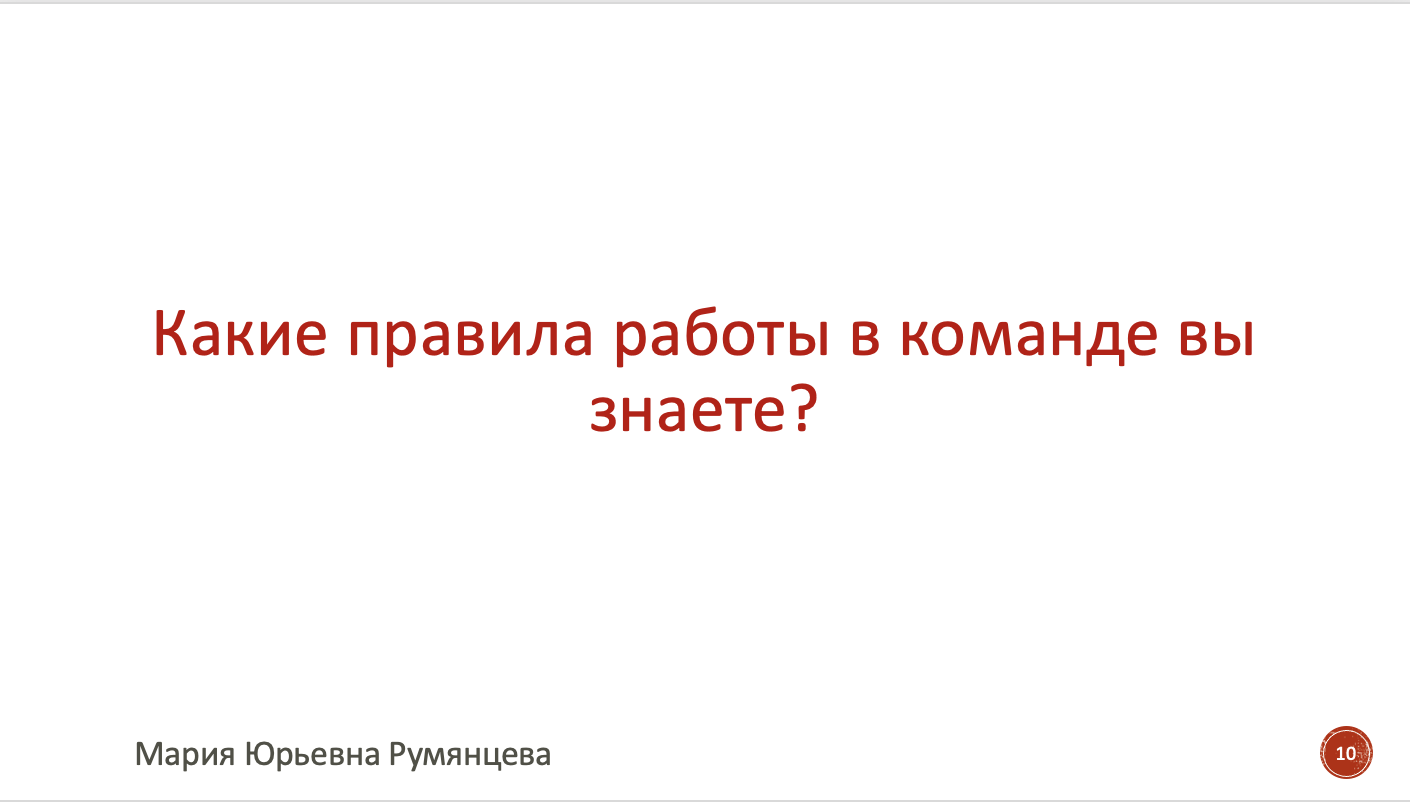 Какие правила работы в команде вы
знаете?
Мария Юрьевна Румянцева
10